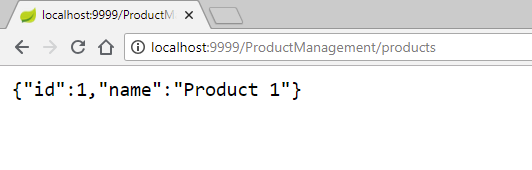 localhost:9999/ProductM
localhost:9999/ProductManagement/products
{"id":1,"name":"Product 1"}